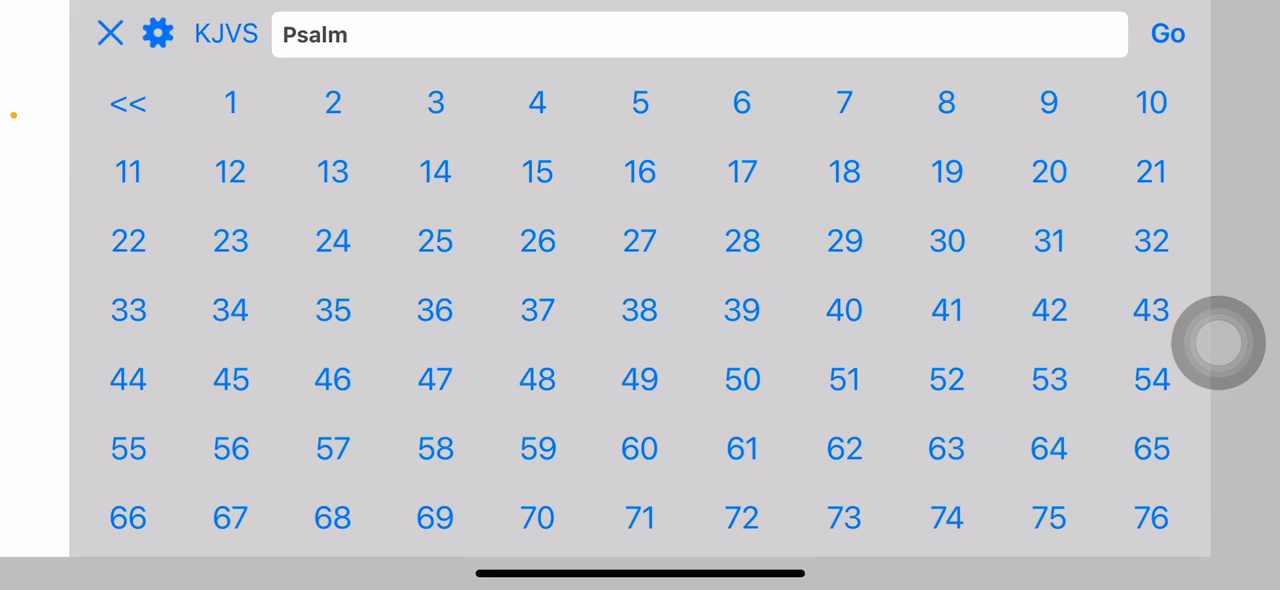 KJVS Psalm Go
<< 1 2 3 4 5 6 7 8 9 10
11 12 13 14 15 16 17 18 19 20 21
22 23 24 25 26 27 28 29 30 31 32
33 34 35 36 37 38 39 40 41 42 43
44 45 46 47 48 49 50 51 52 53 54
55 56 57 58 59 60 61 62 63 64 65
66 67 68 69 70 71 72 73 74 75 76